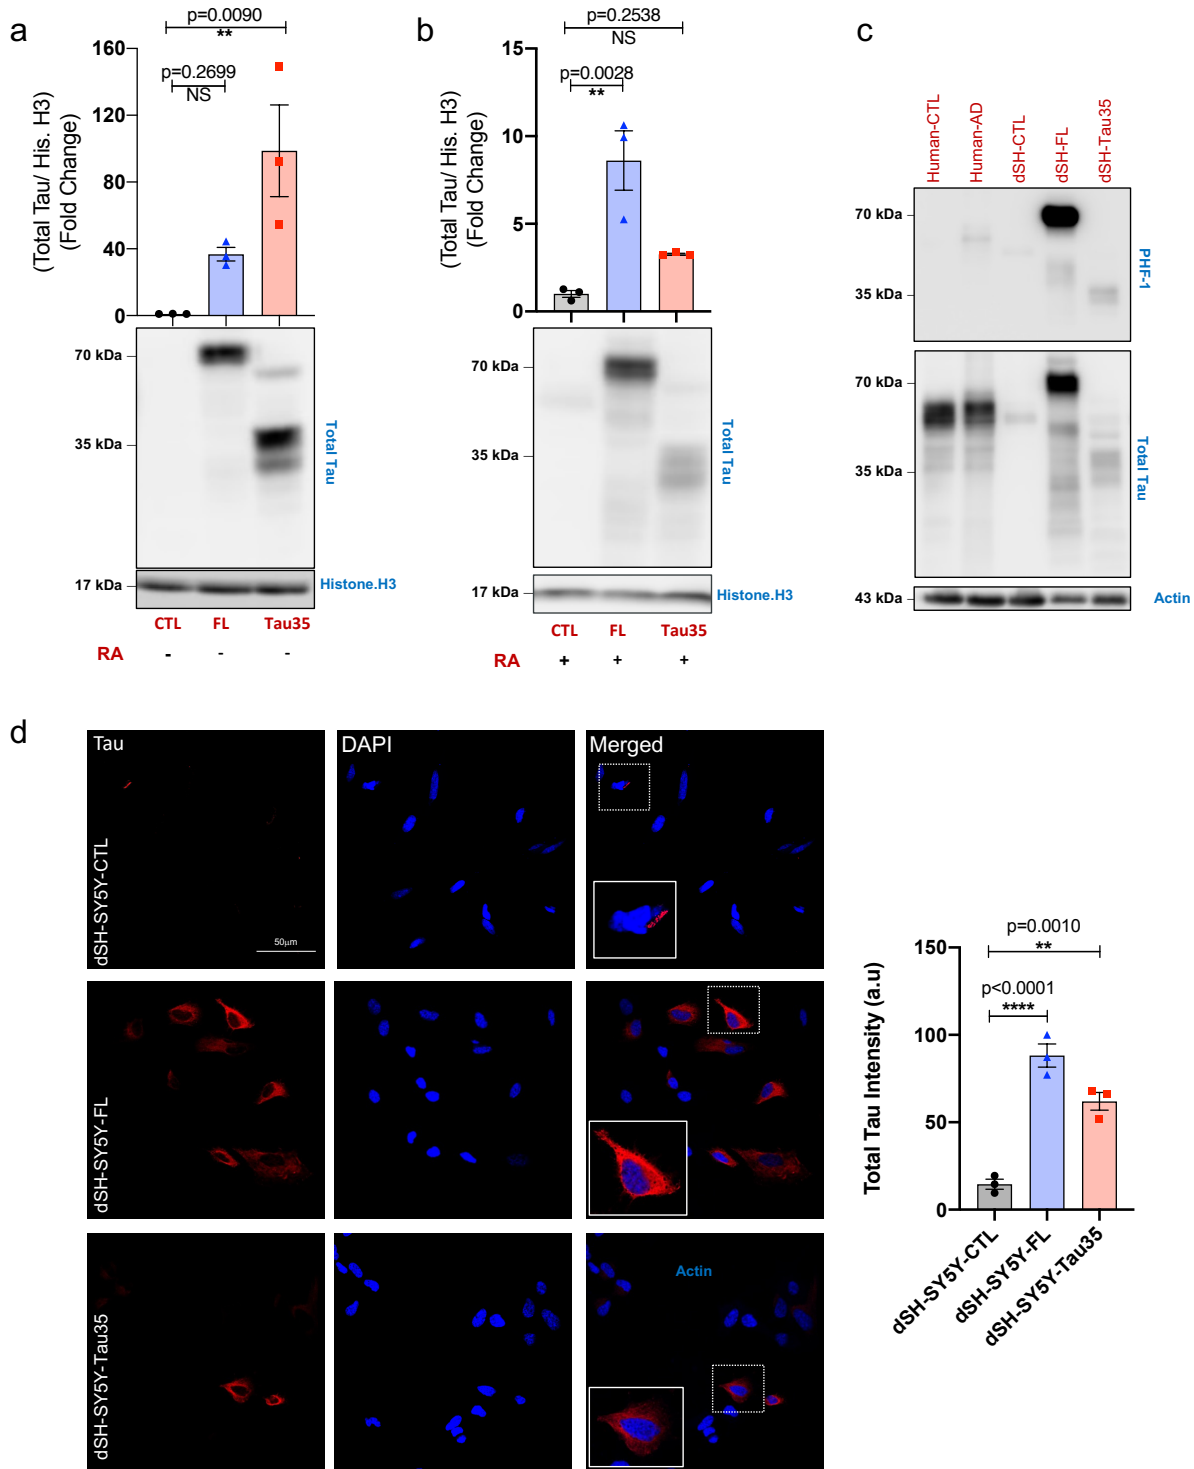 a
p=0.0090
**
p=0.2699
NS
160
120
80
40
0
(Total Tau/ His. H3)
(Fold Change)
70 kDa
35 kDa
Total Tau
17 kDa
Histone.H3
CTL FL Tau35
RA - - -
b
p=0.2538
NS
p=0.0028
**
15
10
5
0
(Total Tau/ His. H3)
(Fold Change)
70 kDa
35 kDa
Total Tau
17 kDa
Histone.H3
CTL FL Tau35
RA + + +
c
Human-CTL
Human-AD
dSH-CTL
dSH-FL
dSH-Tau35
70 kDa
35 kDa
PHF-1
70 kDa
35 kDa
Total Tau
43 kDa
Actin
d
Tau
DAPI
Merged
dSH-SY5Y-CTL
50µm
dSH-SY5Y-FL
dSH-SY5Y-Tau35
Actin
p=0.0010
**
p<0.0001
****
150
100
50
0
Total Tau Intensity (a.u)
dSH-SY5Y-CTL
dSH-SY5Y-FL
dSH-SY5Y-Tau35